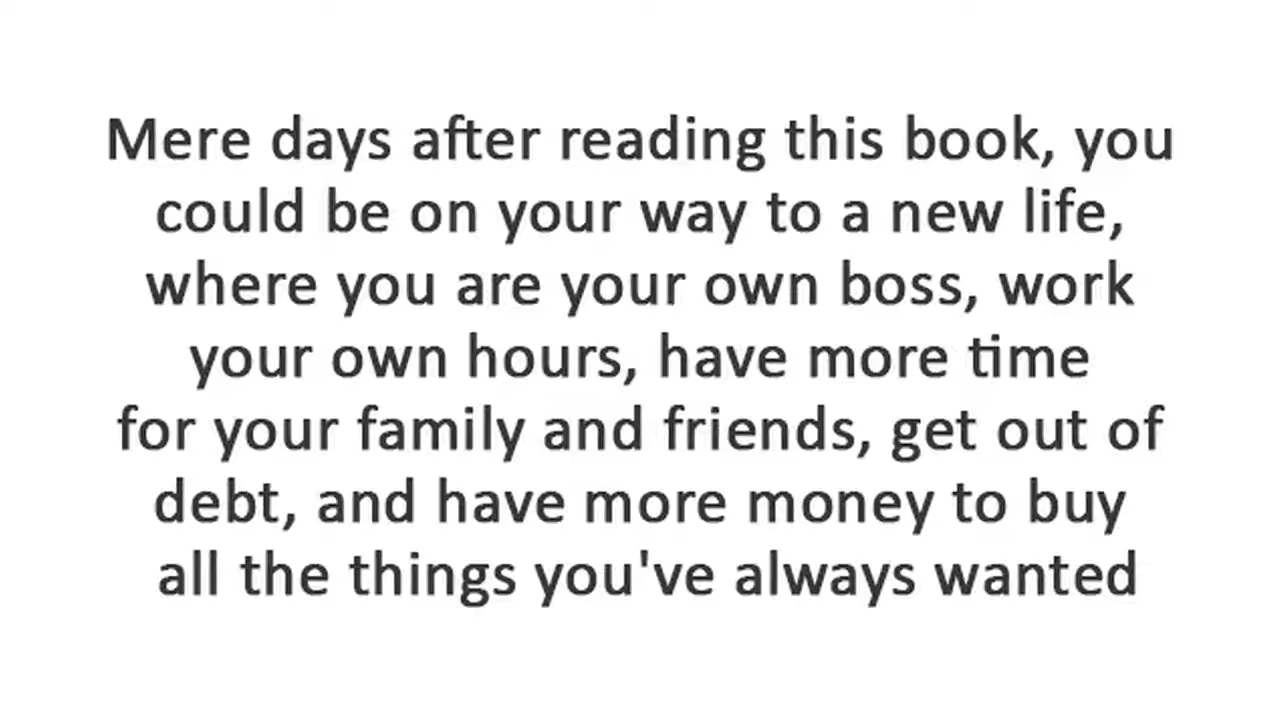 Mere days after reading this book, you
could be on your way to a new life,
where you are your own boss, work
your own hours, have more time
for your family and friends, get out of
debt, and have more money to buy
all the things you've always wanted